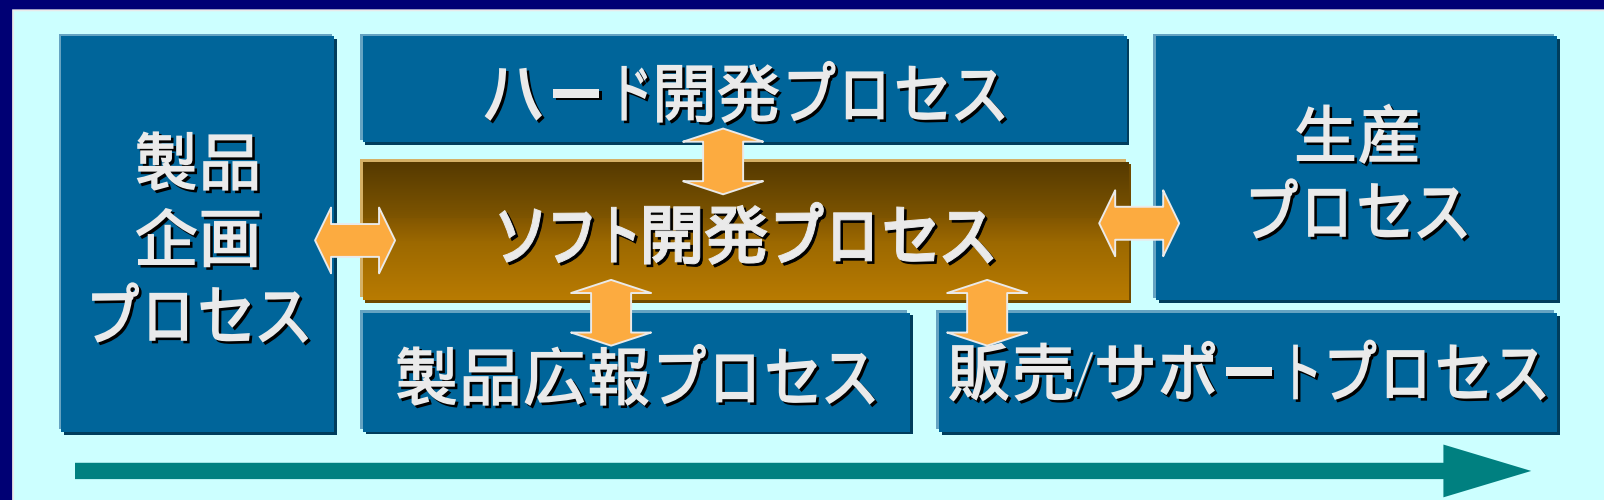 製品
企画
プロセス
ハード開発プロセス
ソフト開発プロセス
製品広報プロセス
販売/サポートプロセス
生産
プロセス